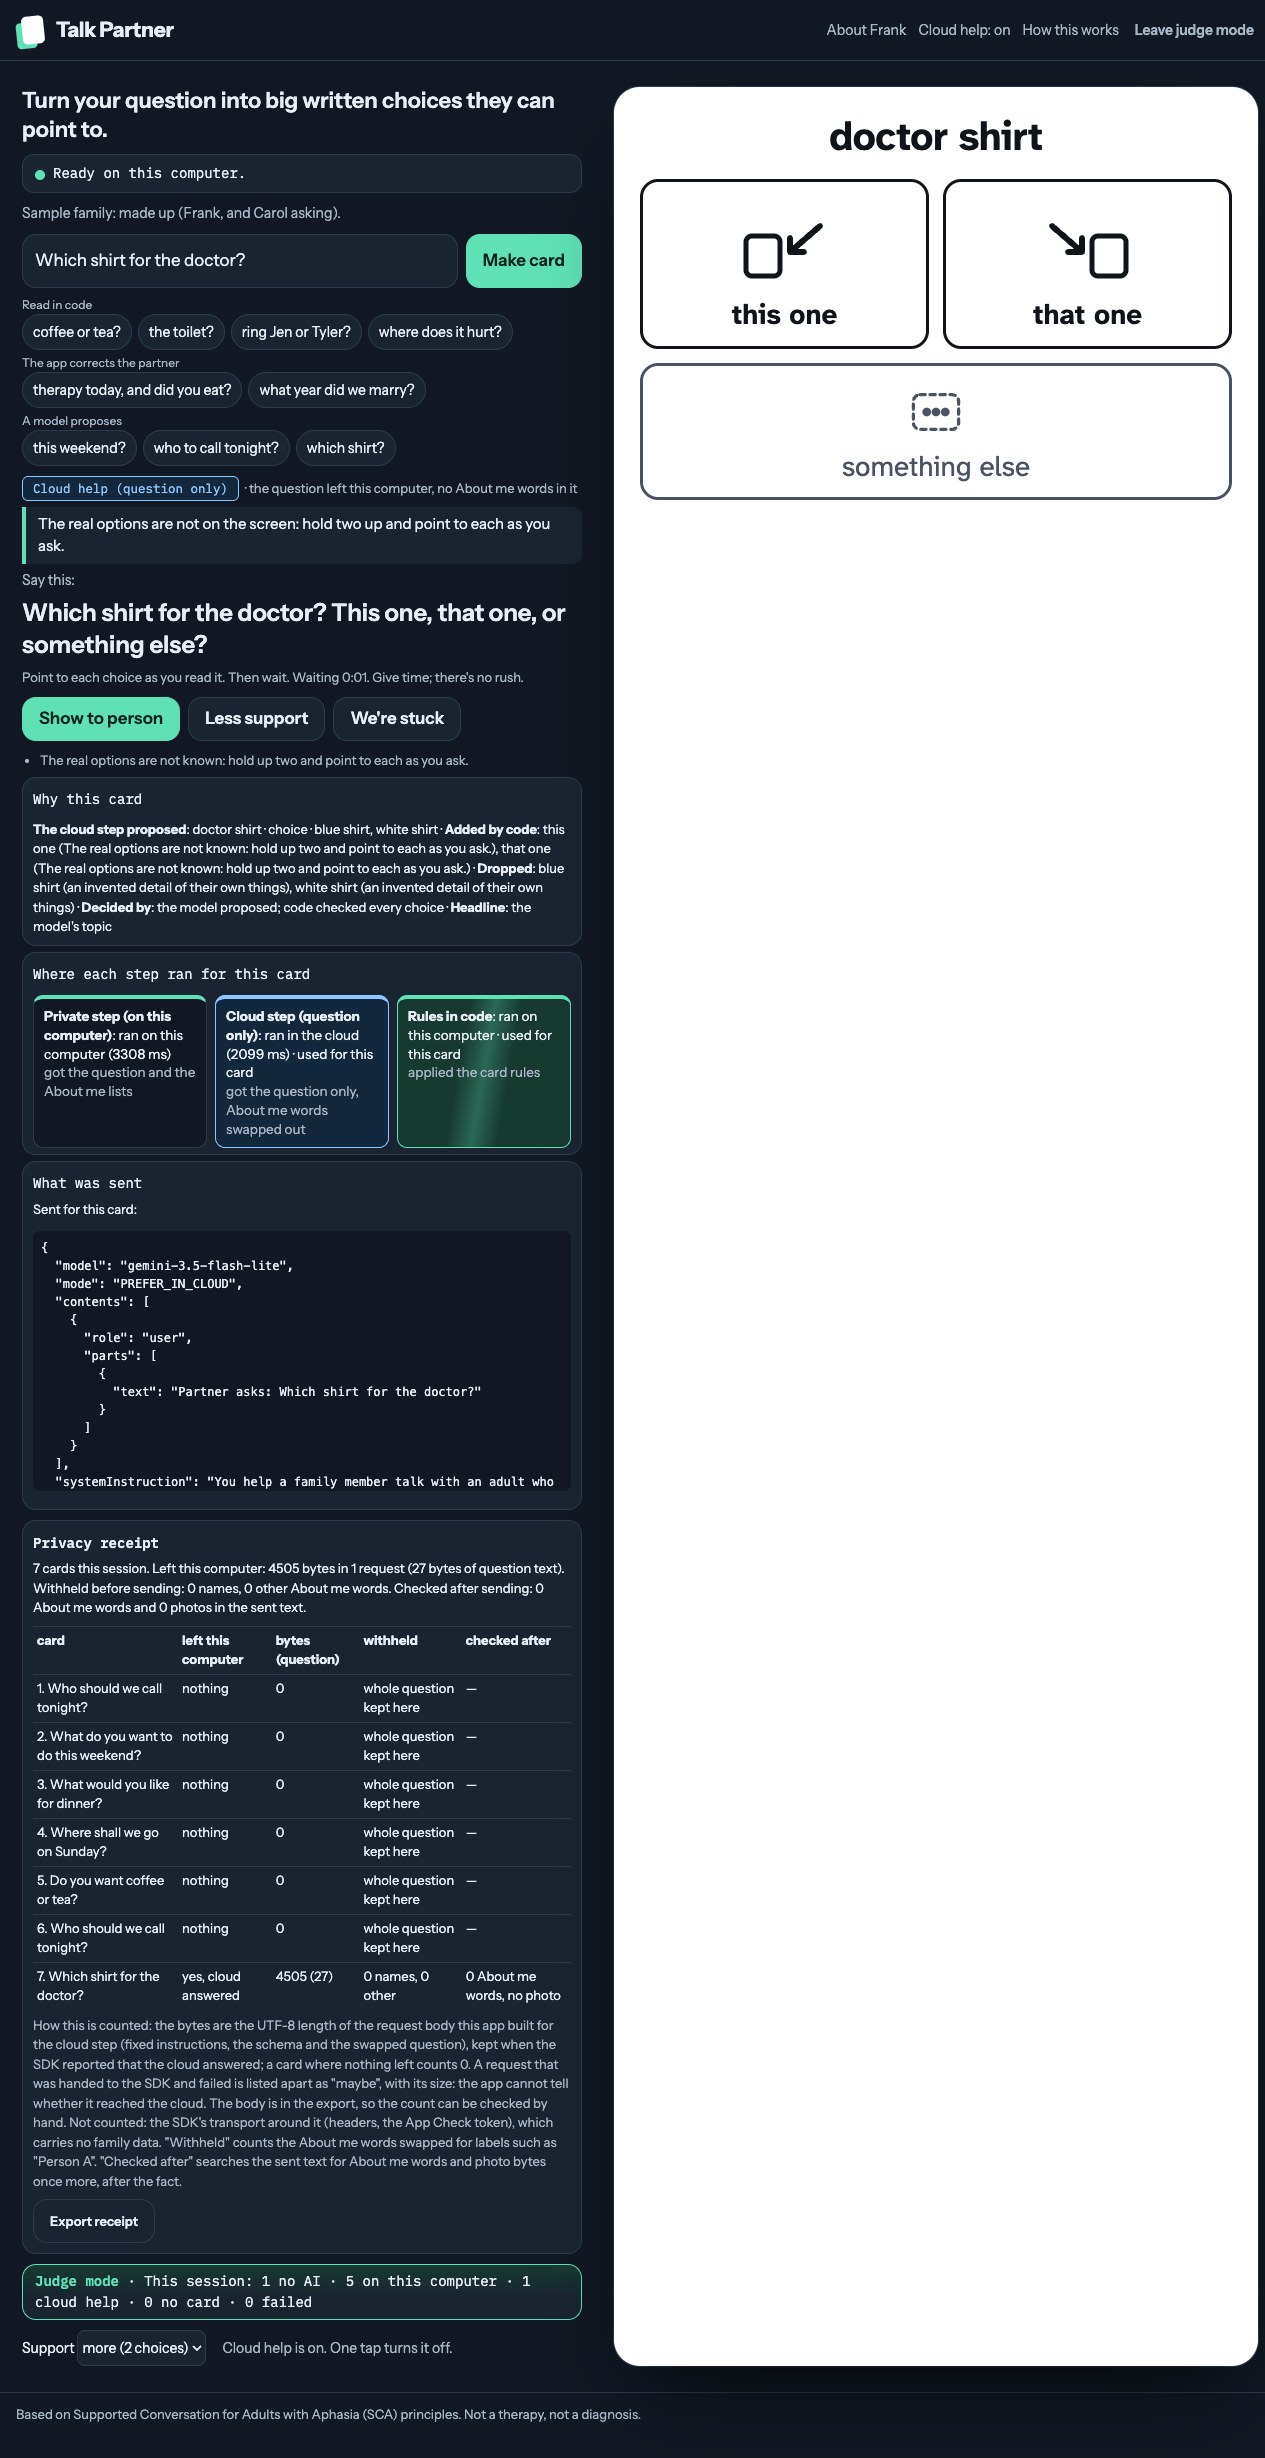 Talk Partner
About Frank Cloud help: on How this works Leave judge mode
Turn your question into big written choices they can
point to.
Ready on this computer.
Sample family: made up (Frank, and Carol asking).
Which shirt for the doctor? Make card
Read in code
coffee or tea? the toilet? ring Jen or Tyler? where does it hurt?
The app corrects the partner
therapy today, and did you eat? what year did we marry?
A model proposes
this weekend? who to call tonight? which shirt?
Cloud help (question only) · the question left this computer, no About me words in it
The real options are not on the screen: hold two up and point to each as you
ask.
Say this:
Which shirt for the doctor? This one, that one, or
something else?
Point to each choice as you read it. Then wait. Waiting 0:01. Give time; there's no rush.
Show to person Less support We're stuck
• The real options are not known: hold up two and point to each as you ask.
Why this card
The cloud step proposed: doctor shirt · choice · blue shirt, white shirt · Added by code: this
one (The real options are not known: hold up two and point to each as you ask.), that one
(The real options are not known: hold up two and point to each as you ask.) · Dropped: blue
shirt (an invented detail of their own things), white shirt (an invented detail of their own
things) · Decided by: the model proposed; code checked every choice · Headline: the
model's topic
Where each step ran for this card
Private step (on this
computer): ran on this
computer (3308 ms)
got the question and the
About me lists
Cloud step (question
only): ran in the cloud
(2099 ms) · used for this
card
got the question only,
About me words
swapped out
Rules in code: ran on
this computer · used for
this card
applied the card rules
What was sent
Sent for this card:
{
"model": "gemini-3.5-flash-lite",
"mode": "PREFER_IN_CLOUD",
"contents": [
{
"role": "user",
"parts": [
{
"text": "Partner asks: Which shirt for the doctor?"
}
]
}
],
"systemInstruction": "You help a family member talk with an adult who
Privacy receipt
7 cards this session. Left this computer: 4505 bytes in 1 request (27 bytes of question text).
Withheld before sending: 0 names, 0 other About me words. Checked after sending: 0
About me words and 0 photos in the sent text.
card left this computer bytes (question) withheld checked after
1. Who should we call tonight? nothing 0 whole question kept here —
2. What do you want to do this weekend? nothing 0 whole question kept here —
3. What would you like for dinner? nothing 0 whole question kept here —
4. Where shall we go on Sunday? nothing 0 whole question kept here —
5. Do you want coffee or tea? nothing 0 whole question kept here —
6. Who should we call tonight? nothing 0 whole question kept here —
7. Which shirt for the doctor? yes, cloud answered 4505 (27) 0 names, 0 other 0 About me words, no photo
How this is counted: the bytes are the UTF-8 length of the request body this app built for
the cloud step (fixed instructions, the schema and the swapped question), kept when the
SDK reported that the cloud answered; a card where nothing left counts 0. A request that
was handed to the SDK and failed is listed apart as "maybe", with its size: the app cannot tell
whether it reached the cloud. The body is in the export, so the count can be checked by
hand. Not counted: the SDK's transport around it (headers, the App Check token), which
carries no family data. "Withheld" counts the About me words swapped for labels such as
"Person A". "Checked after" searches the sent text for About me words and photo bytes
once more, after the fact.
Export receipt
Judge mode · This session: 1 no AI · 5 on this computer · 1
cloud help · 0 no card · 0 failed
Support more (2 choices) Cloud help is on. One tap turns it off.
doctor shirt
this one
that one
something else
Based on Supported Conversation for Adults with Aphasia (SCA) principles. Not a therapy, not a diagnosis.